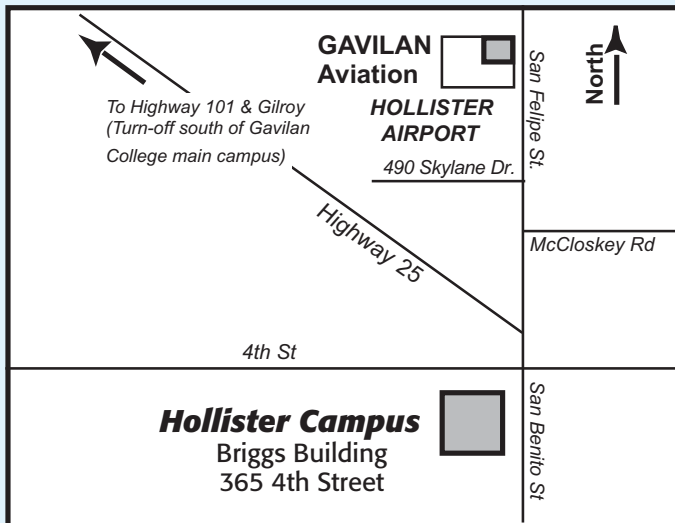 GAVILAN
Aviation
San Felipe St.
North
To Highway 101 & Gilroy
(Turn-off south of Gavilan
College main campus)
HOLLISTER
AIRPORT
490 Skylane Dr.
Highway 25
McCloskey Rd
4th St
Hollister Campus
Briggs Building
365 4th Street
San Benito St